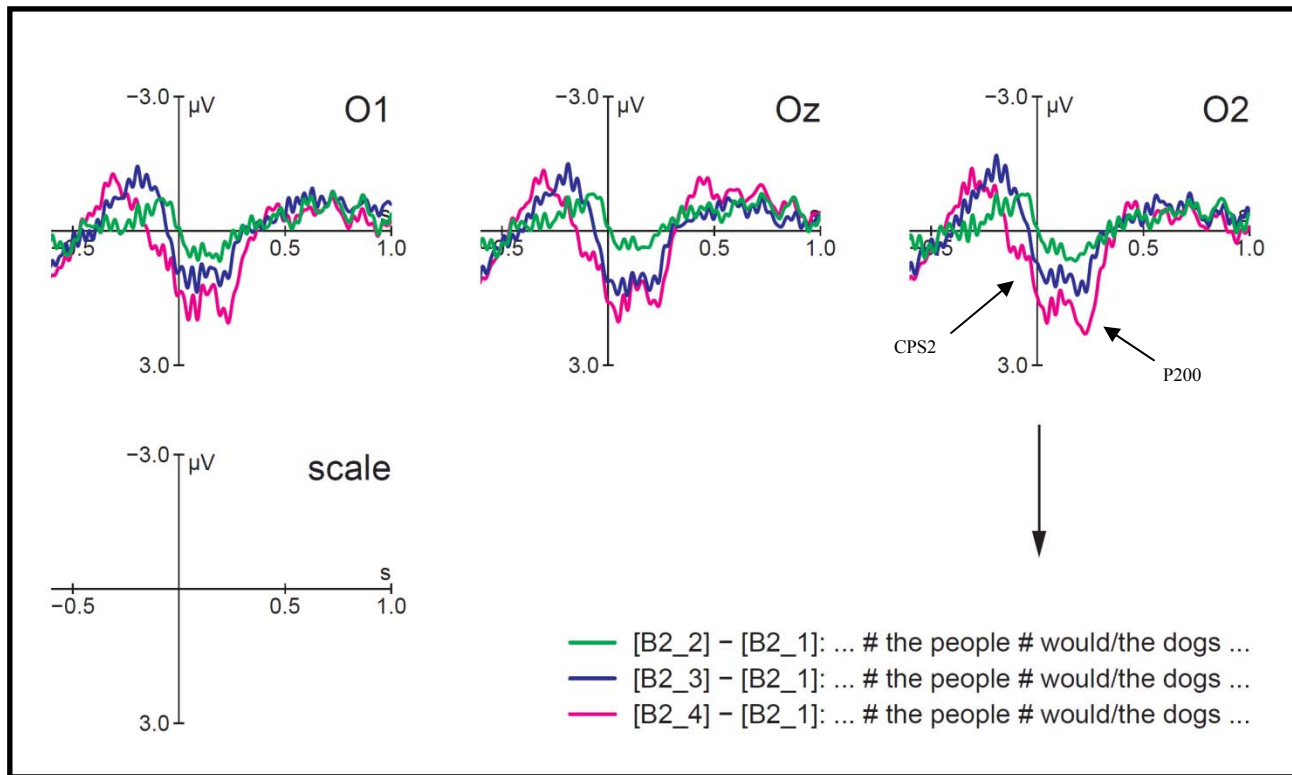 −3.0 µV O1
s
−0.5 0.5 1.0
3.0
−3.0 µV Oz
s
−0.5 0.5 1.0
3.0
−3.0 µV O2
s
−0.5 0.5 1.0
CPS2
3.0
P200
−3.0 µV scale
s
−0.5 0.5 1.0
3.0
[B2_2] − [B2_1]: ... # the people # would/the dogs ...
[B2_3] − [B2_1]: ... # the people # would/the dogs ...
[B2_4] − [B2_1]: ... # the people # would/the dogs ...